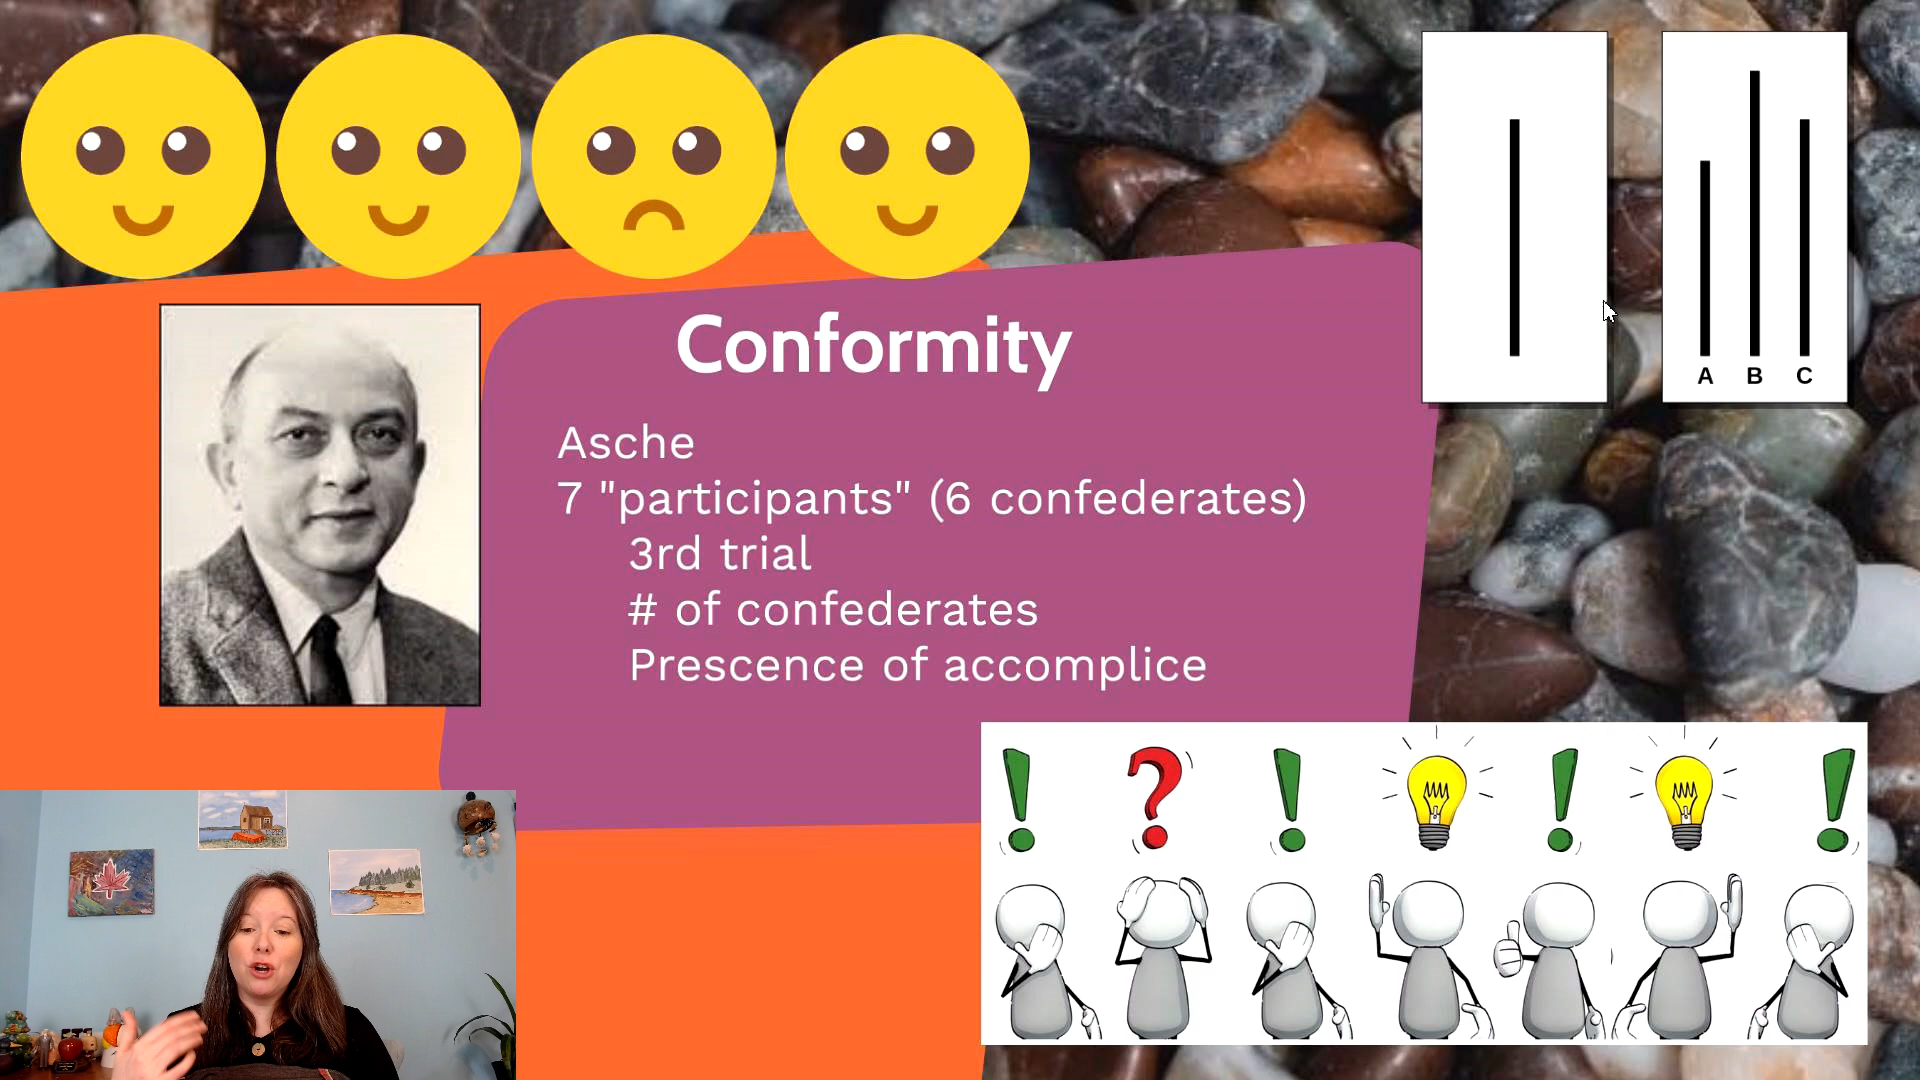 Conformity
Asche
7 "participants" (6 confederates)
3rd trial
# of confederates
Prescence of accomplice
A B C